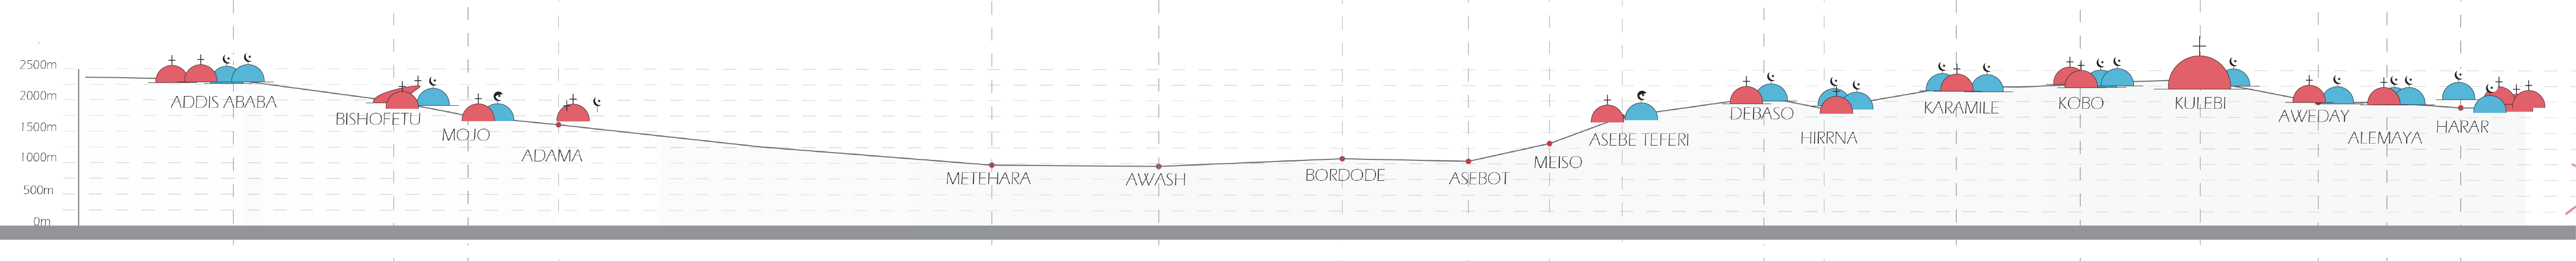 2500m
2000m
1500m
1000m
500m
0m
ADDIS ABABA
BISHOFETU
MOJO
ADAMA
METEHARA
AWASH
BORDODE
ASEBOT
MEISO
ASEBE TEFERI
DEBASO
HIRRNA
KARAMILE
KOBO
KULEBI
AWEDAY
ALEMAYA
HARAR